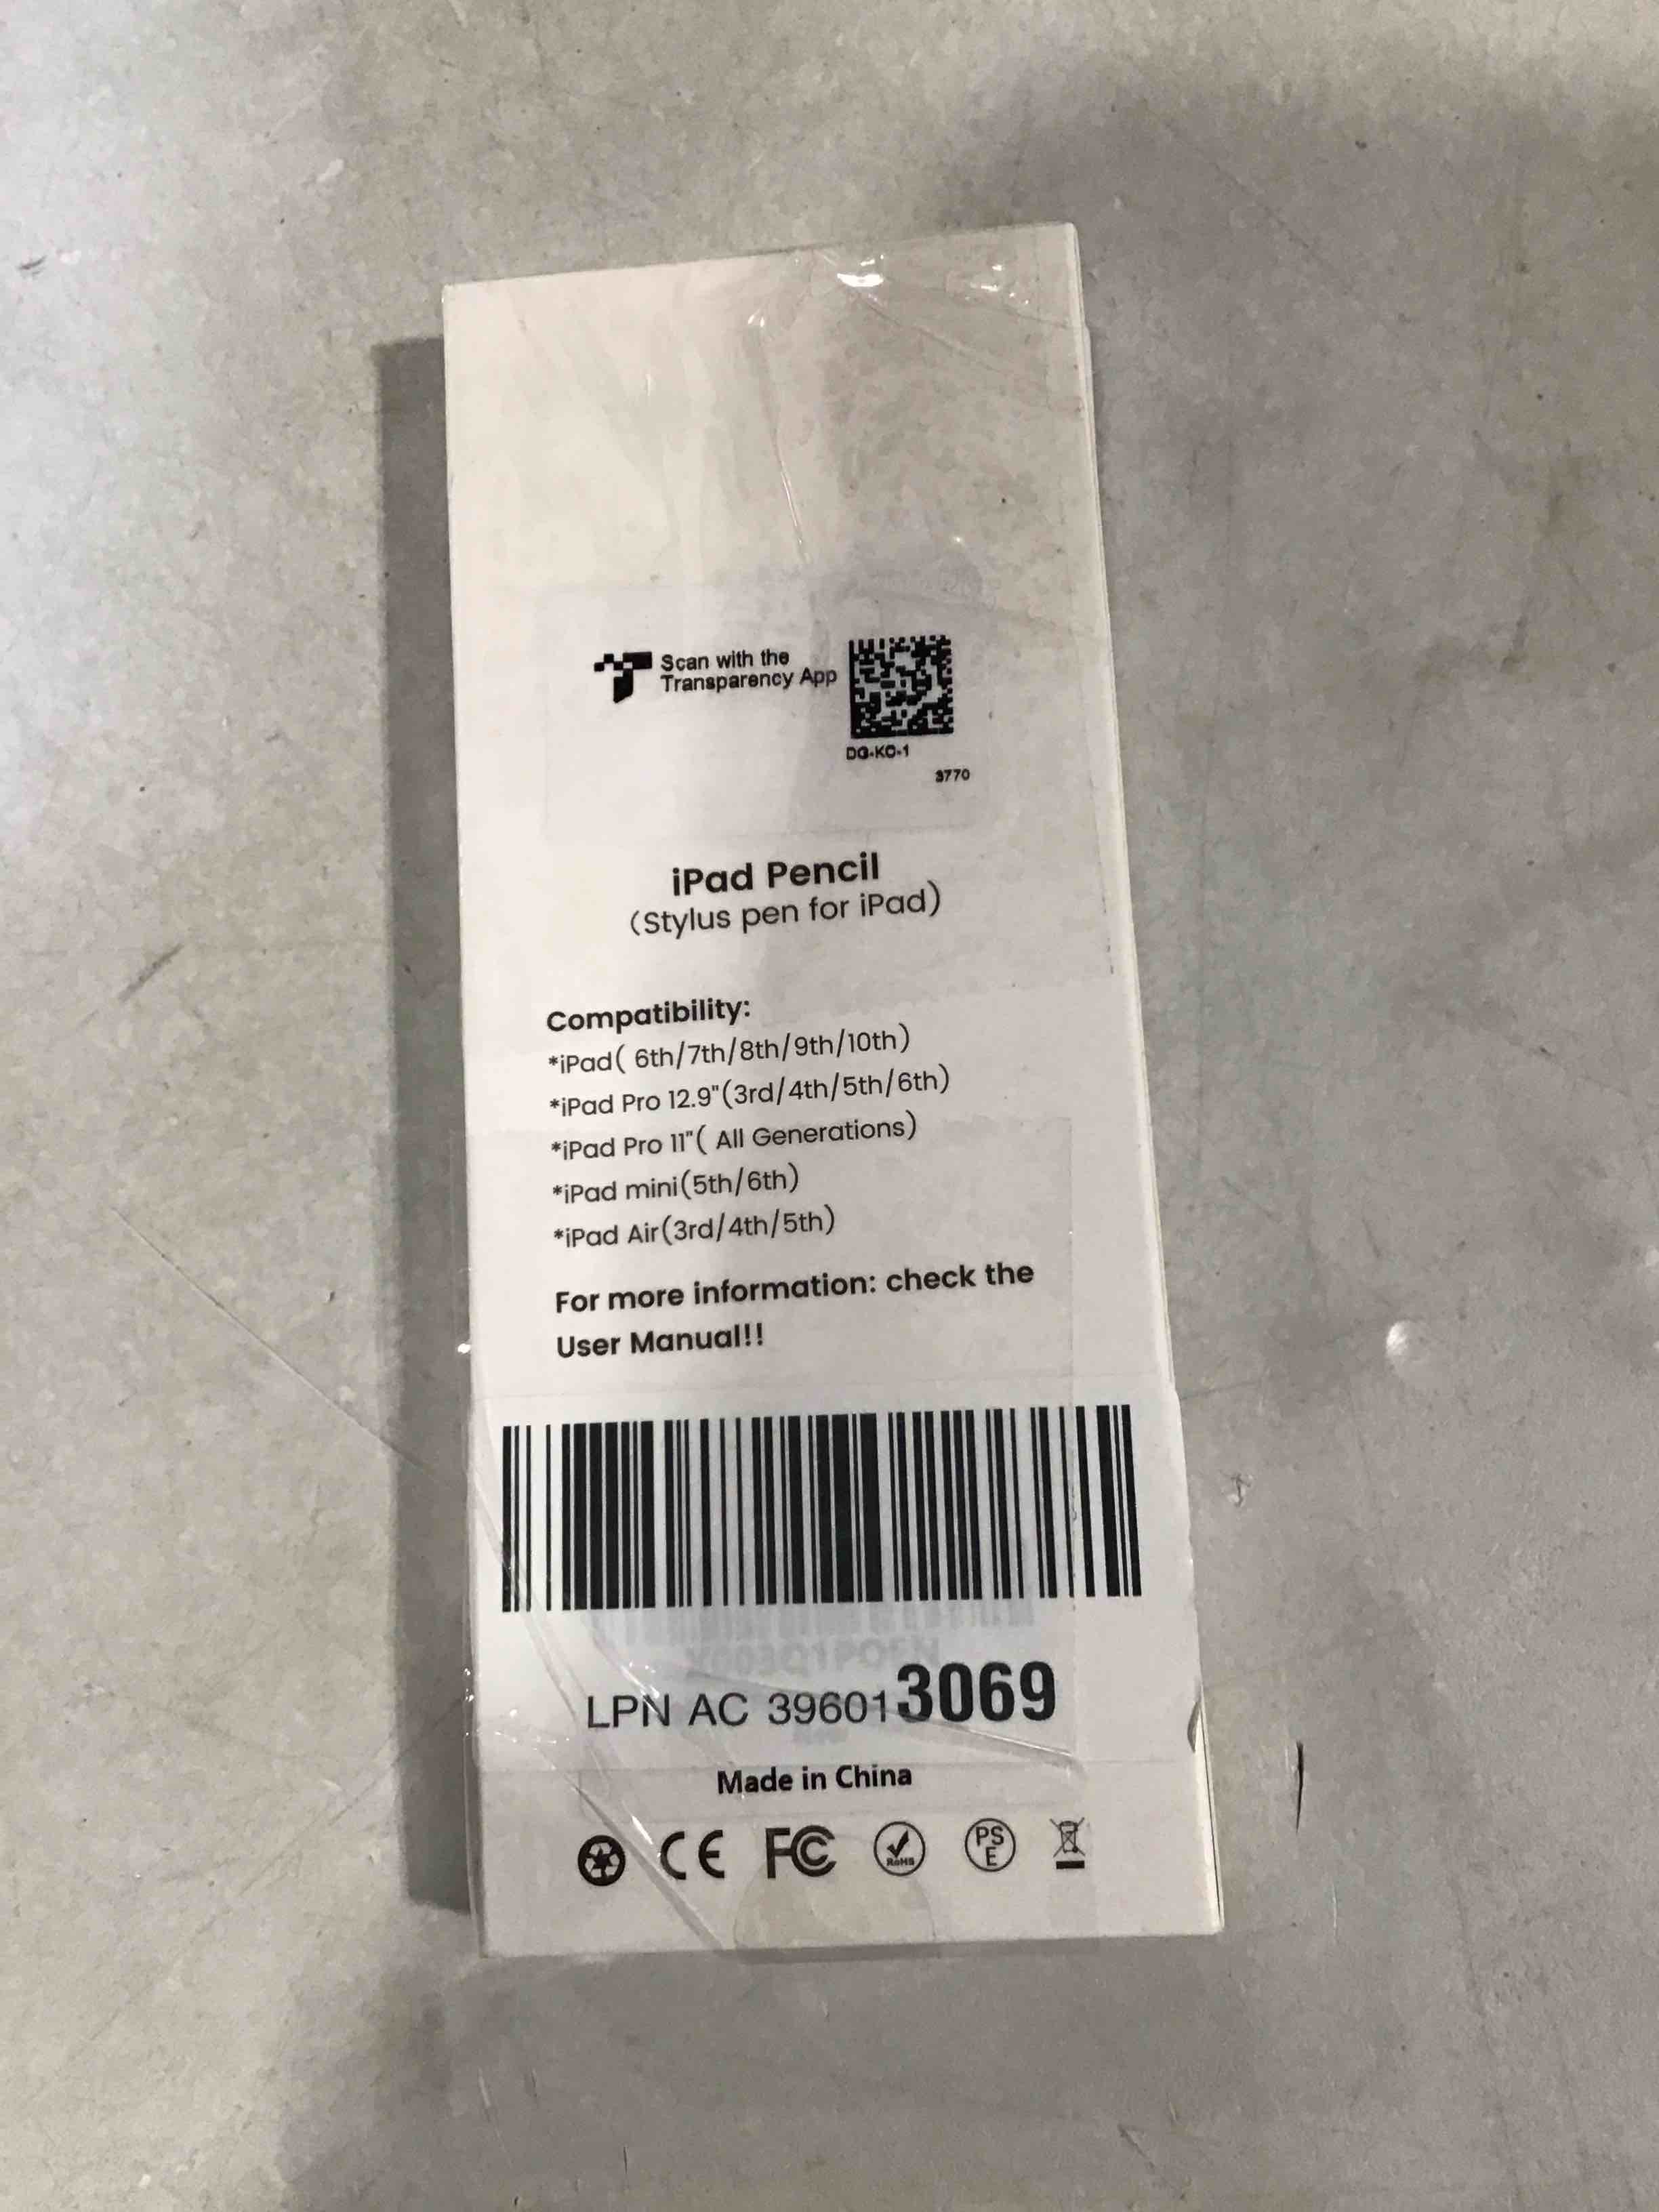 Scan with the
Transparency App
DG-KO-1
3770
iPad Pencil
(Stylus pen for iPad)
Compatibility:
*iPad( 6th/7th/8th/9th/10th)
*iPad Pro 12.9"(3rd/4th/5th/6th)
*iPad Pro 11"( All Generations)
*iPad mini(5th/6th)
*iPad Air(3rd/4th/5th)
For more information: check the
User Manual!!
LPN AC 396013069
Made in China
CE FC RoHS PS E